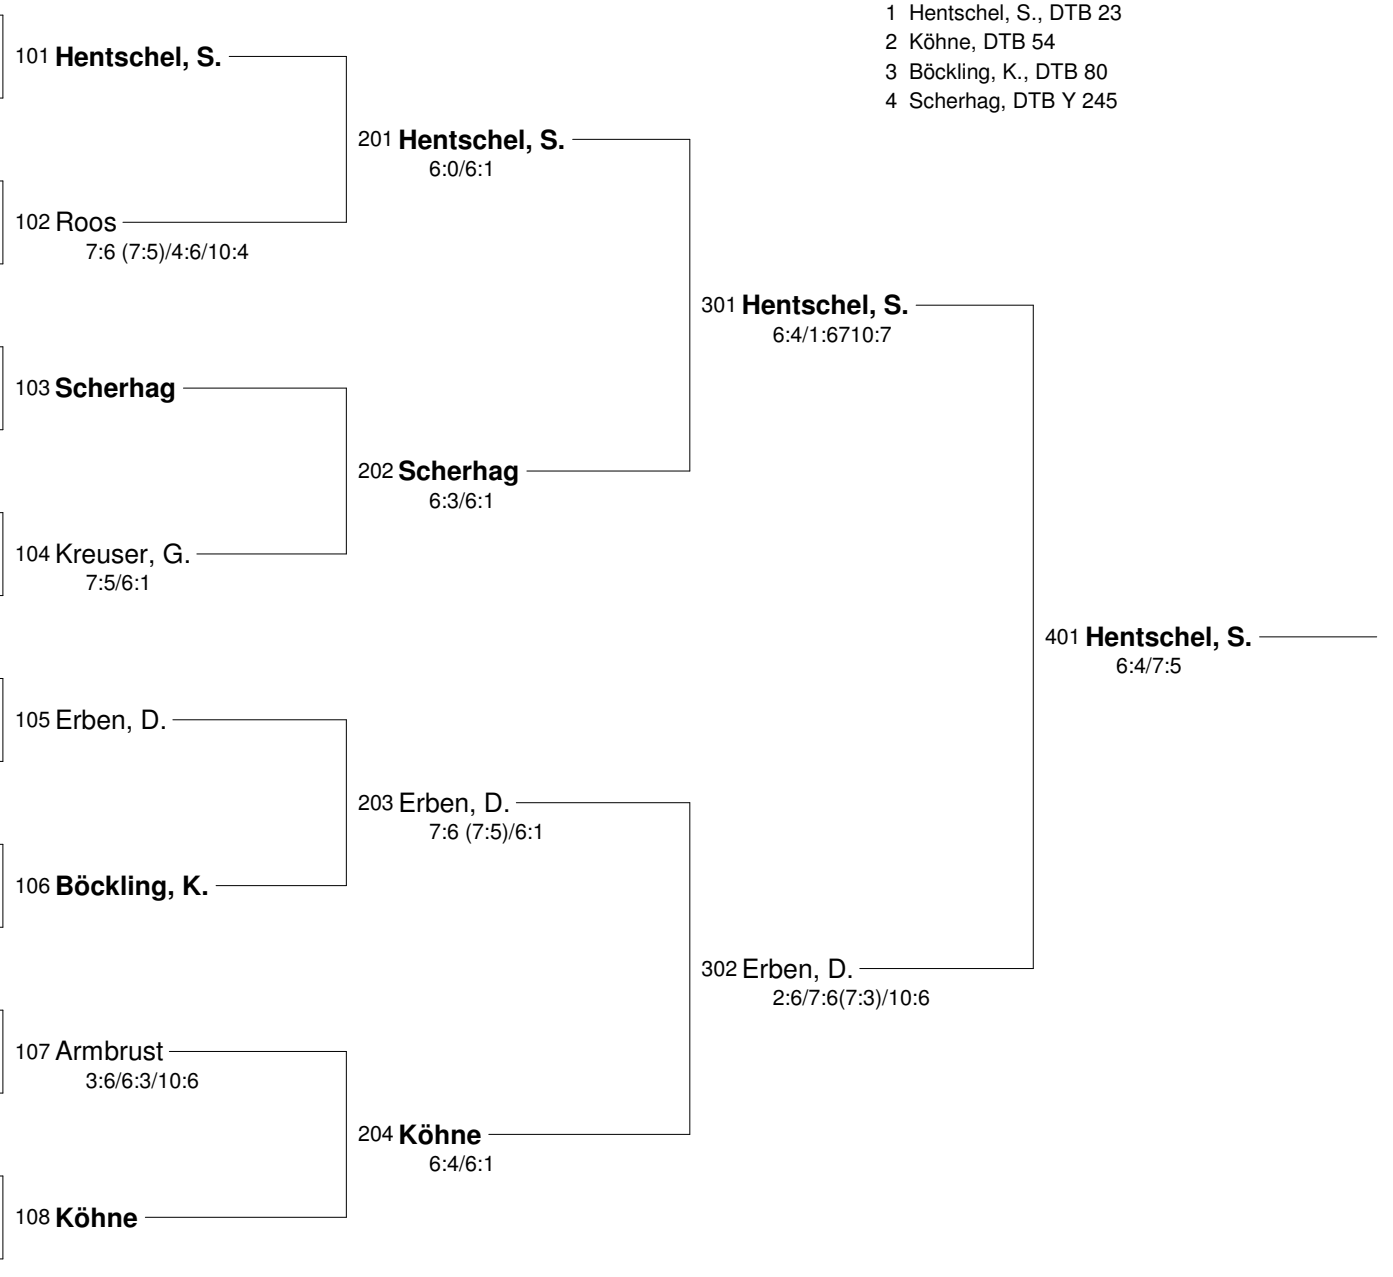 1 Hentschel, S., DTB 23
2 Köhne, DTB 54
3 Böckling, K., DTB 80
4 Scherhag, DTB Y 245
101 Hentschel, S.
102 Roos
7:6 (7:5)/4:6/10:4
103 Scherhag
104 Kreuser, G.
7:5/6:1
105 Erben, D.
106 Böckling, K.
107 Armbrust
3:6/6:3/10:6
108 Köhne
201 Hentschel, S.
6:0/6:1
202 Scherhag
6:3/6:1
203 Erben, D.
7:6 (7:5)/6:1
204 Köhne
6:4/6:1
301 Hentschel, S.
6:4/1:6710:7
302 Erben, D.
2:6/7:6(7:3)/10:6
401 Hentschel, S.
6:4/7:5